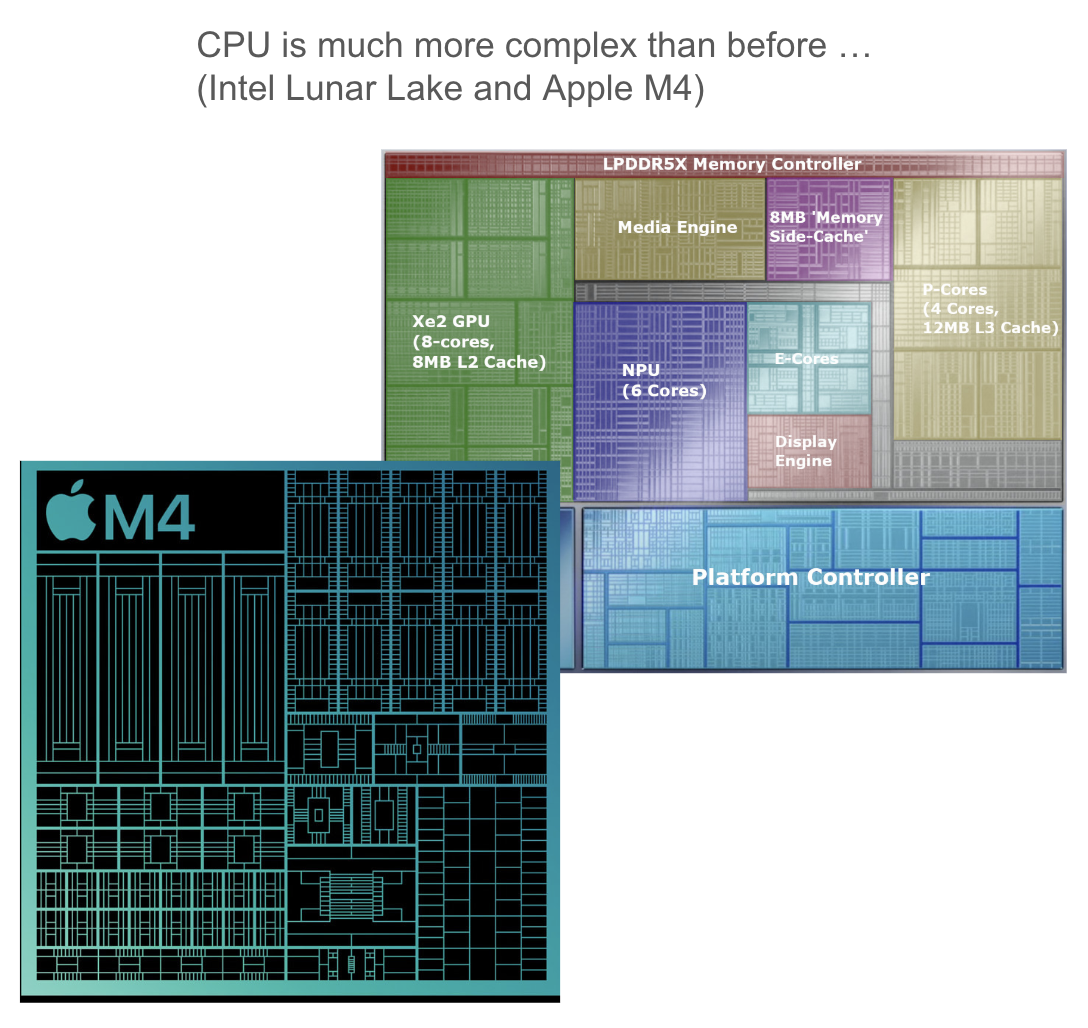 CPU is much more complex than before …
(Intel Lunar Lake and Apple M4)
LPDDR5X Memory Controller
Media Engine
8MB 'Memory
Side-Cache'
P-Cores
(4 Cores,
12MB L3 Cache)
Xe2 GPU
(8-cores,
8MB L2 Cache)
NPU
(6 Cores)
E-Cores
Display
Engine
M4
Platform Controller